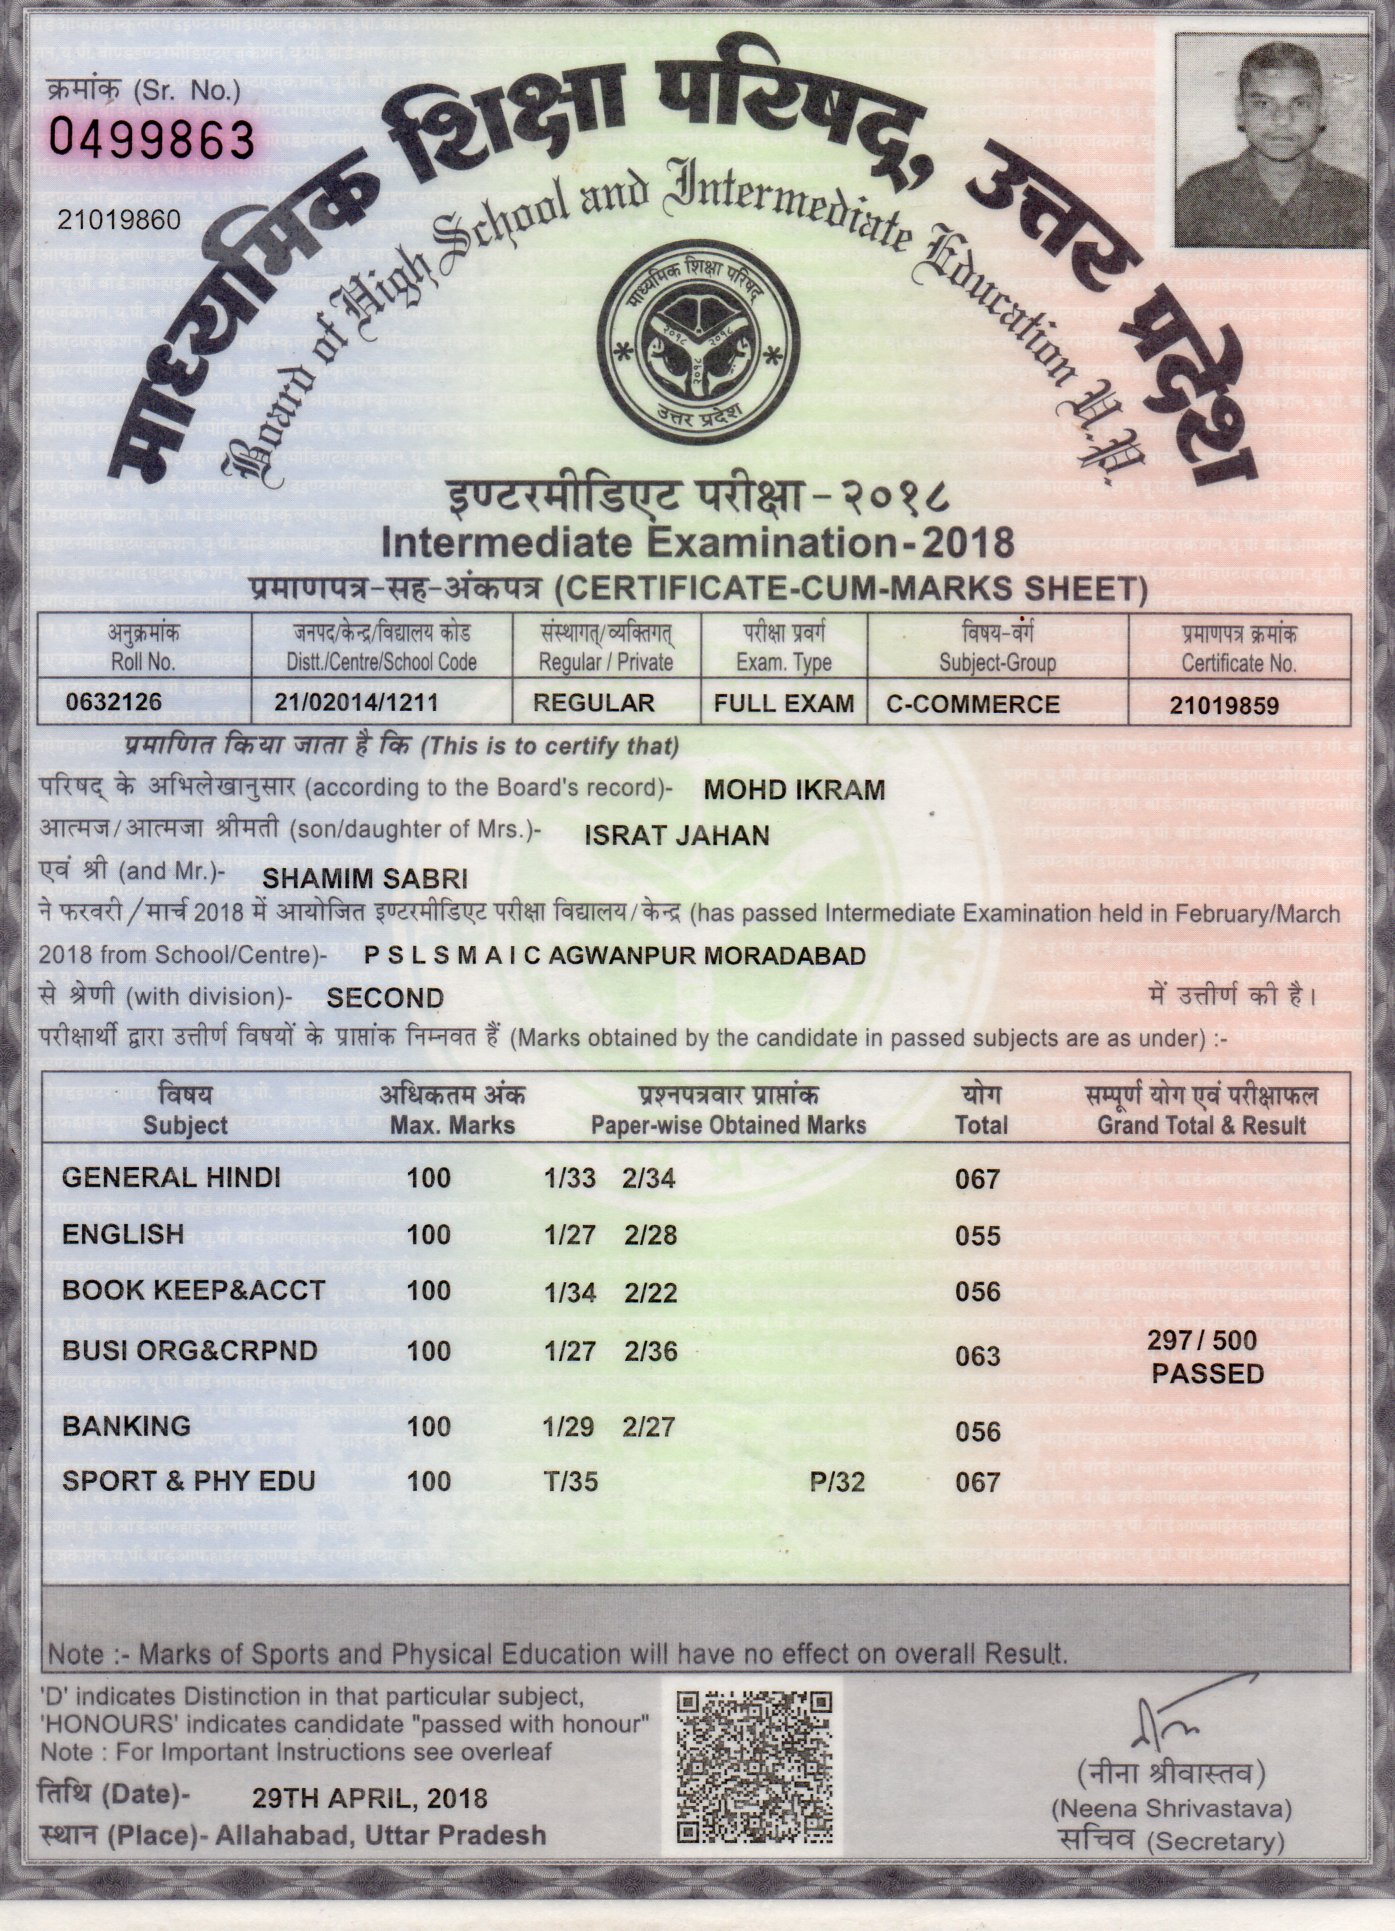 क्रमांक (Sr. No.)
0499863
21019860
माध्यमिक शिक्षा परिषद्, उत्तर प्रदेश
Board of High School and Intermediate Education U.P.
माध्यमिक शिक्षा परिषद्
२०१८ २०१८
२०१८
उत्तर प्रदेश
इण्टरमीडिएट परीक्षा - २०१८
Intermediate Examination - 2018
प्रमाणपत्र-सह-अंकपत्र (CERTIFICATE-CUM-MARKS SHEET)
अनुक्रमांक जनपद/केन्द्र/विद्यालय कोड संस्थागत्/व्यक्तिगत् परीक्षा प्रवर्ग विषय-वर्ग प्रमाणपत्र क्रमांक
Roll No. Distt./Centre/School Code Regular / Private Exam. Type Subject-Group Certificate No.
0632126 21/02014/1211 REGULAR FULL EXAM C-COMMERCE 21019859
प्रमाणित किया जाता है कि (This is to certify that)
परिषद् के अभिलेखानुसार (according to the Board's record)- MOHD IKRAM
आत्मज/आत्मजा श्रीमती (son/daughter of Mrs.)- ISRAT JAHAN
एवं श्री (and Mr.)- SHAMIM SABRI
ने फरवरी/मार्च 2018 में आयोजित इण्टरमीडिएट परीक्षा विद्यालय/केन्द्र (has passed Intermediate Examination held in February/March
2018 from School/Centre)- P S L S M A I C AGWANPUR MORADABAD
से श्रेणी (with division)- SECOND में उत्तीर्ण की है।
परीक्षार्थी द्वारा उत्तीर्ण विषयों के प्राप्तांक निम्नवत हैं (Marks obtained by the candidate in passed subjects are as under) :-
विषय अधिकतम अंक प्रश्नपत्रवार प्राप्तांक योग सम्पूर्ण योग एवं परीक्षाफल
Subject Max. Marks Paper-wise Obtained Marks Total Grand Total & Result
GENERAL HINDI 100 1/33 2/34 067
ENGLISH 100 1/27 2/28 055
BOOK KEEP&ACCT 100 1/34 2/22 056
BUSI ORG&CRPND 100 1/27 2/36 063 297 / 500
PASSED
BANKING 100 1/29 2/27 056
SPORT & PHY EDU 100 T/35 P/32 067
Note :- Marks of Sports and Physical Education will have no effect on overall Result.
'D' indicates Distinction in that particular subject,
'HONOURS' indicates candidate "passed with honour"
Note : For Important Instructions see overleaf
तिथि (Date)- 29TH APRIL, 2018
स्थान (Place)- Allahabad, Uttar Pradesh
(नीना श्रीवास्तव)
(Neena Shrivastava)
सचिव (Secretary)